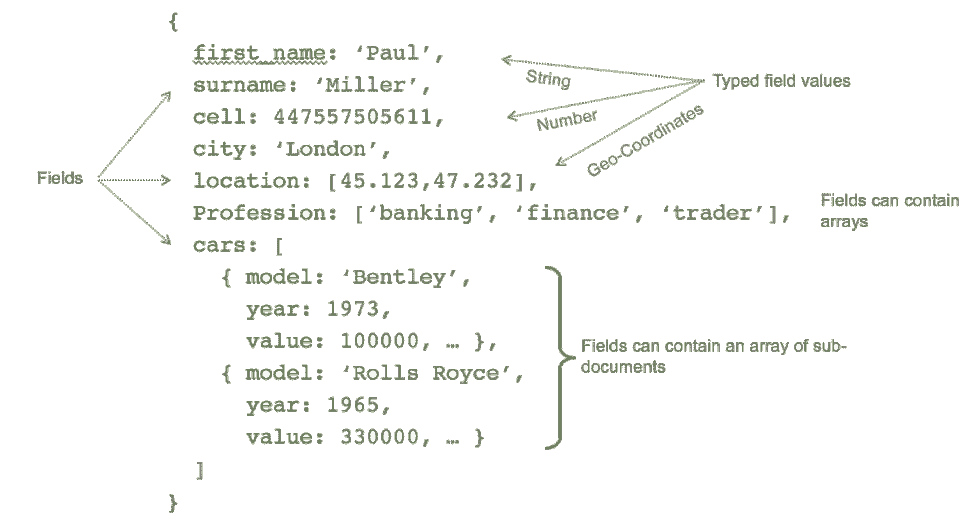 {
first_name: ‘Paul’,
surname: ‘Miller’,
cell: 447557505611,
city: ‘London’,
location: [45.123,47.232],
Profession: [‘banking’, ‘finance’, ‘trader’],
cars: [
{ model: ‘Bentley’,
year: 1973,
value: 100000, … },
{ model: ‘Rolls Royce’,
year: 1965,
value: 330000, … }
]
}
Fields
String
Number
Geo-Coordinates
Typed field values
Fields can contain
arrays
Fields can contain an array of sub-
documents